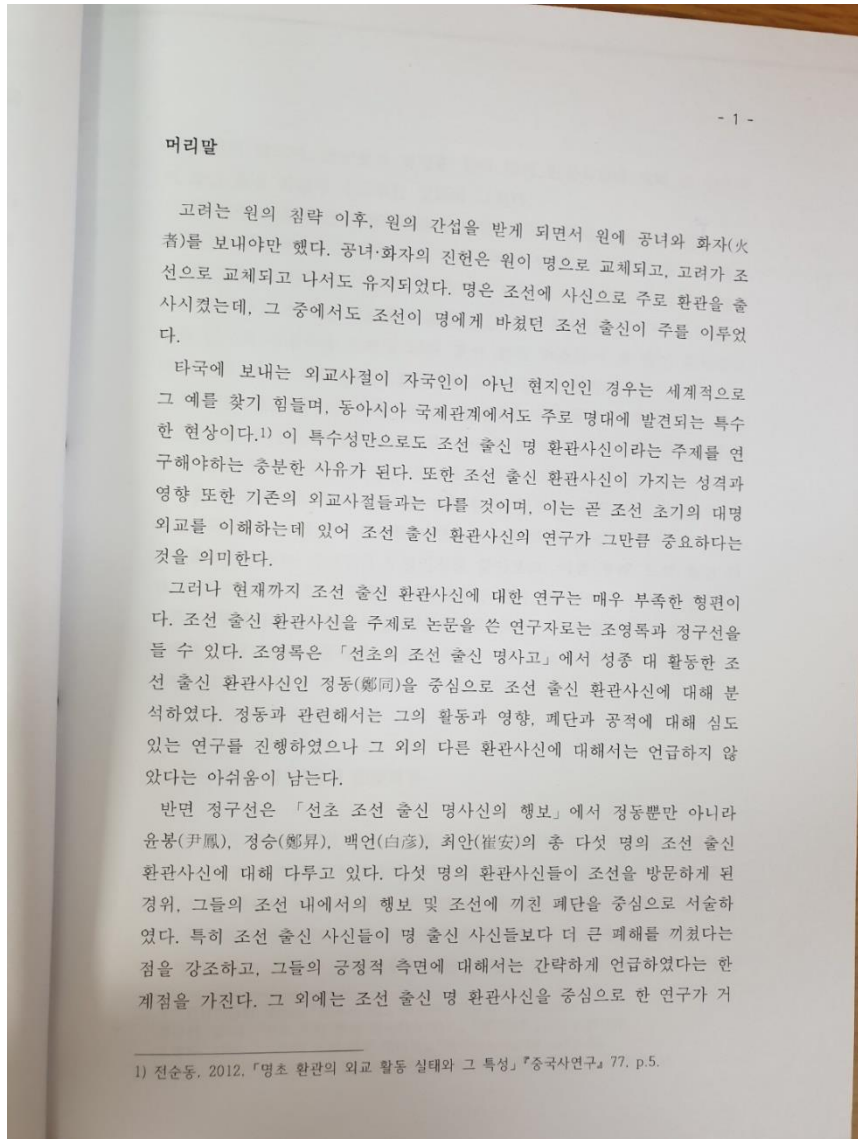 - 1 -
머리말
고려는 원의 침략 이후, 원의 간섭을 받게 되면서 원에 공녀와 화자(火
者)를 보내야만 했다. 공녀·화자의 진헌은 원이 명으로 교체되고, 고려가 조
선으로 교체되고 나서도 유지되었다. 명은 조선에 사신으로 주로 환관을 출
사시켰는데, 그 중에서도 조선이 명에게 바쳤던 조선 출신이 주를 이루었
다.
타국에 보내는 외교사절이 자국인이 아닌 현지인인 경우는 세계적으로
그 예를 찾기 힘들며, 동아시아 국제관계에서도 주로 명대에 발견되는 특수
한 현상이다.1) 이 특수성만으로도 조선 출신 명 환관사신이라는 주제를 연
구해야하는 충분한 사유가 된다. 또한 조선 출신 환관사신이 가지는 성격과
영향 또한 기존의 외교사절들과는 다를 것이며, 이는 곧 조선 초기의 대명
외교를 이해하는데 있어 조선 출신 환관사신의 연구가 그만큼 중요하다는
것을 의미한다.
그러나 현재까지 조선 출신 환관사신에 대한 연구는 매우 부족한 형편이
다. 조선 출신 환관사신을 주제로 논문을 쓴 연구자로는 조영록과 정구선을
들 수 있다. 조영록은 「선초의 조선 출신 명사고」에서 성종 대 활동한 조
선 출신 환관사신인 정동(鄭同)을 중심으로 조선 출신 환관사신에 대해 분
석하였다. 정동과 관련해서는 그의 활동과 영향, 폐단과 공적에 대해 심도
있는 연구를 진행하였으나 그 외의 다른 환관사신에 대해서는 언급하지 않
았다는 아쉬움이 남는다.
반면 정구선은 「선초 조선 출신 명사신의 행보」에서 정동뿐만 아니라
윤봉(尹鳳), 정승(鄭昇), 백언(白彦), 최안(崔安)의 총 다섯 명의 조선 출신
환관사신에 대해 다루고 있다. 다섯 명의 환관사신들이 조선을 방문하게 된
경위, 그들의 조선 내에서의 행보 및 조선에 끼친 폐단을 중심으로 서술하
였다. 특히 조선 출신 사신들이 명 출신 사신들보다 더 큰 폐해를 끼쳤다는
점을 강조하고, 그들의 긍정적 측면에 대해서는 간략하게 언급하였다는 한
계점을 가진다. 그 외에는 조선 출신 명 환관사신을 중심으로 한 연구가 거
1) 전순동, 2012, 「명초 환관의 외교 활동 실태와 그 특성」『중국사연구』 77, p.5.